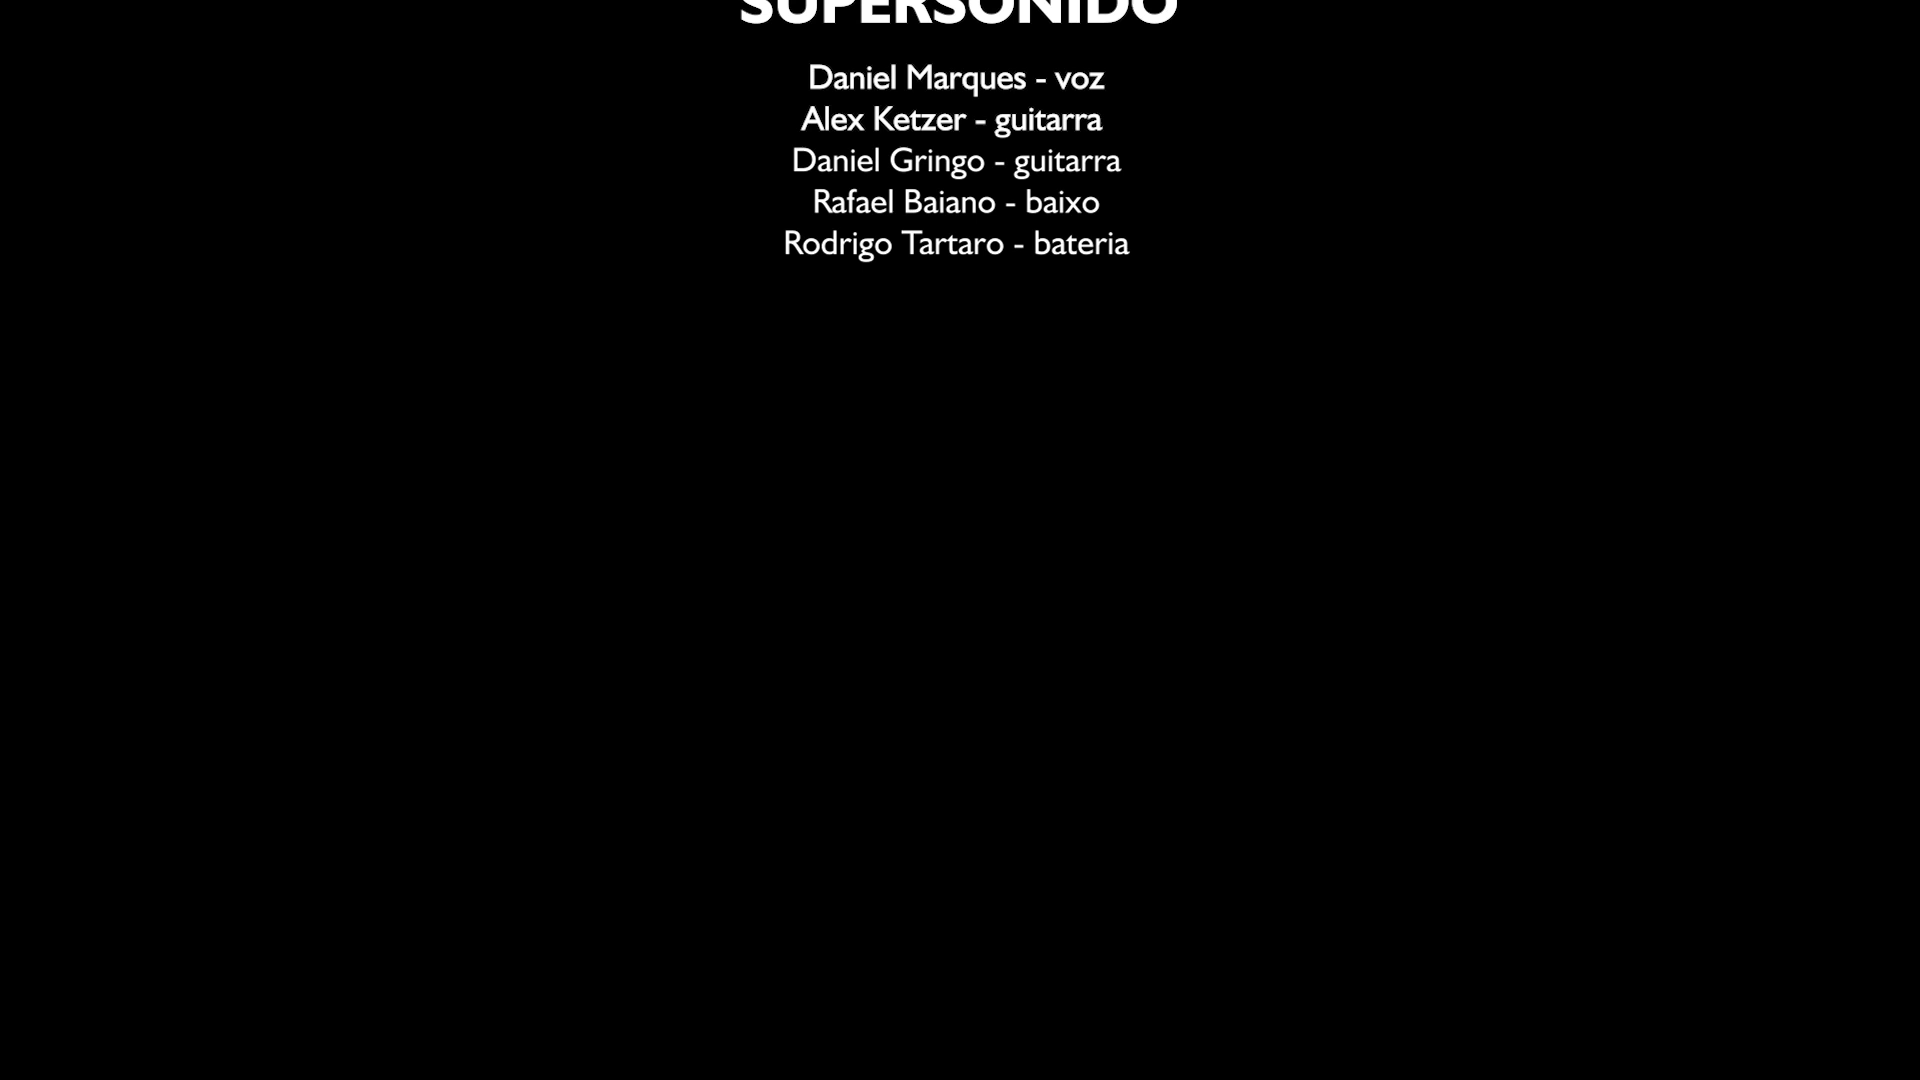 SUPERSONIDO
Daniel Marques - voz
Alex Ketzer - guitarra
Daniel Gringo - guitarra
Rafael Baiano - baixo
Rodrigo Tartaro - bateria